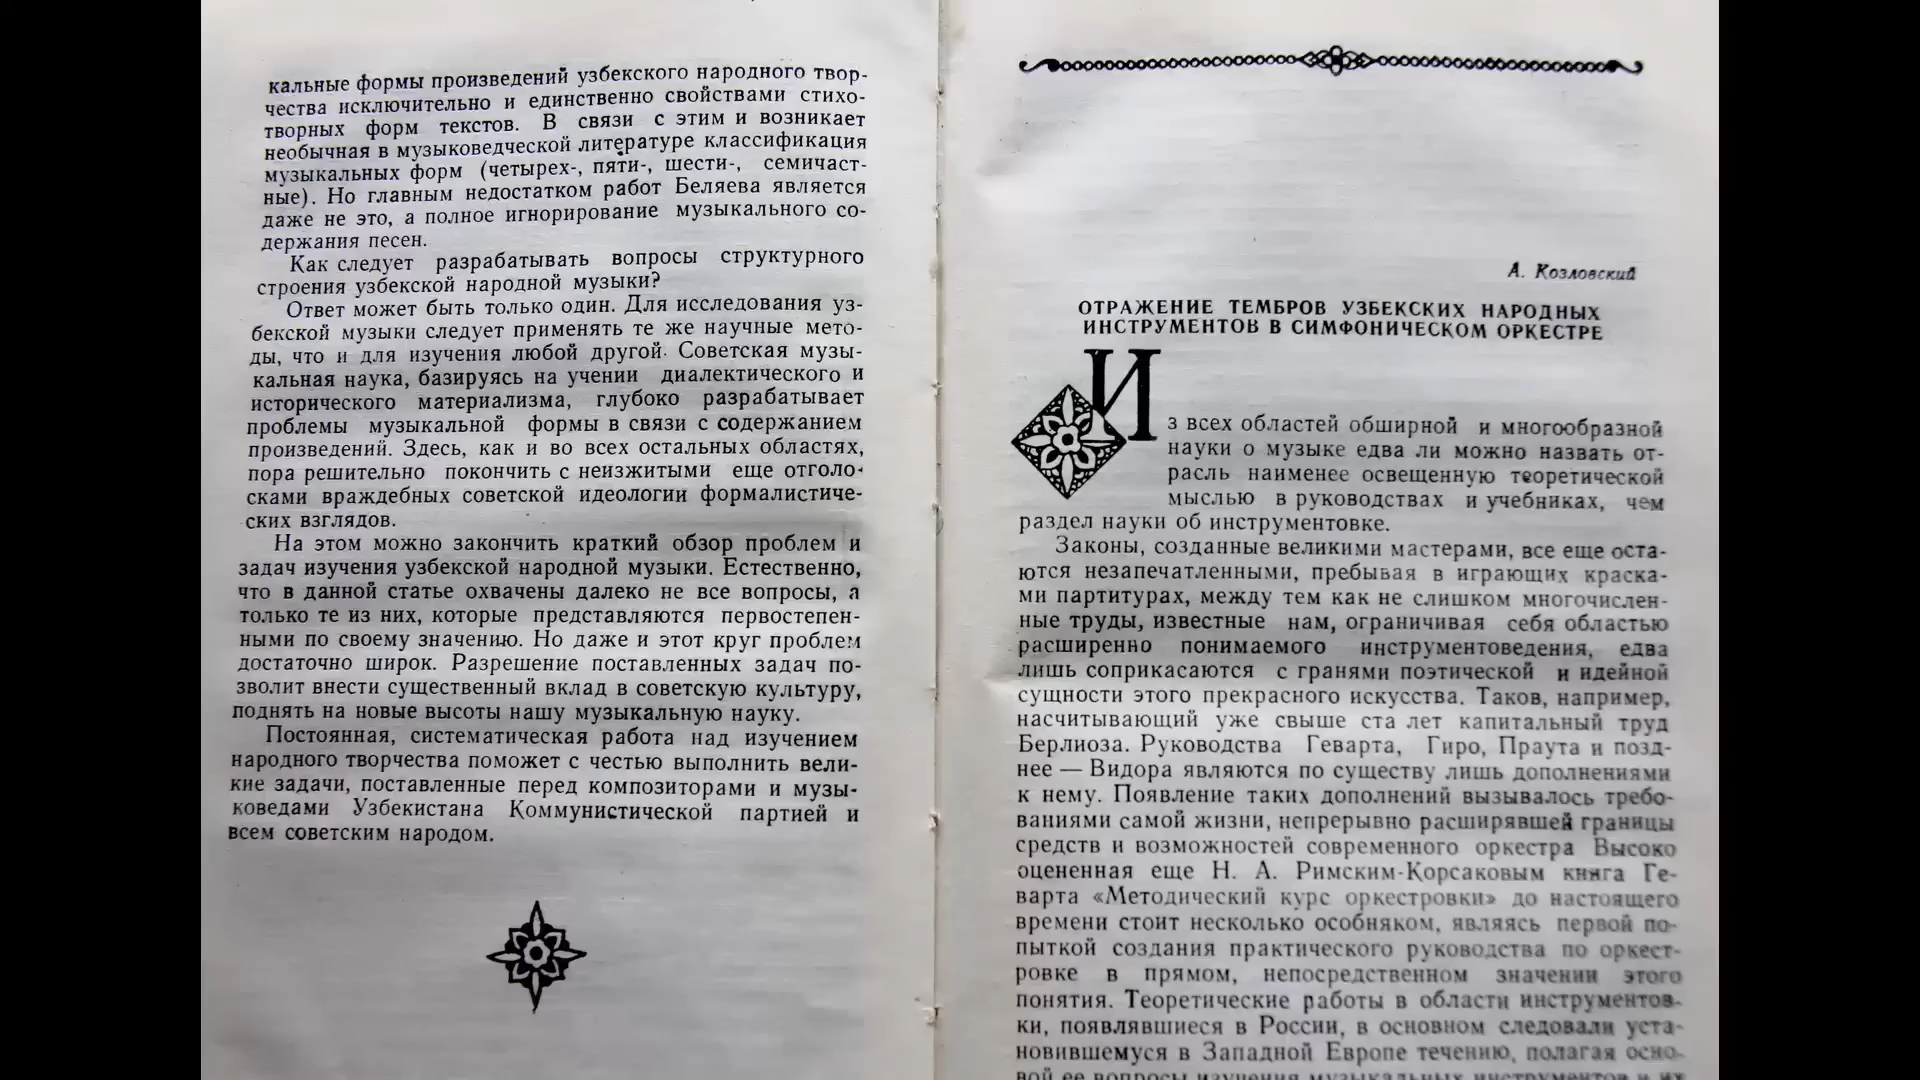 кальные формы произведений узбекского народного твор-
чества исключительно и единственно свойствами стихо-
творных форм текстов. В связи с этим и возникает
необычная в музыковедческой литературе классификация
музыкальных форм (четырех-, пяти-, шести-, семичаст-
ные). Но главным недостатком работ Беляева является
даже не это, а полное игнорирование музыкального со-
держания песен.
Как следует разрабатывать вопросы структурного
строения узбекской народной музыки?
Ответ может быть только один. Для исследования уз-
бекской музыки следует применять те же научные мето-
ды, что и для изучения любой другой. Советская музы-
кальная наука, базируясь на учении диалектического и
исторического материализма, глубоко разрабатывает
проблемы музыкальной формы в связи с содержанием
произведений. Здесь, как и во всех остальных областях,
пора решительно покончить с неизжитыми еще отголо-
сками враждебных советской идеологии формалистиче-
ских взглядов.
На этом можно закончить краткий обзор проблем и
задач изучения узбекской народной музыки. Естественно,
что в данной статье охвачены далеко не все вопросы, а
только те из них, которые представляются первостепен-
ными по своему значению. Но даже и этот круг проблем
достаточно широк. Разрешение поставленных задач по-
зволит внести существенный вклад в советскую культуру,
поднять на новые высоты нашу музыкальную науку.
Постоянная, систематическая работа над изучением
народного творчества поможет с честью выполнить вели-
кие задачи, поставленные перед композиторами и музы-
коведами Узбекистана Коммунистической партией и
всем советским народом.
А. Козловский
ОТРАЖЕНИЕ ТЕМБРОВ УЗБЕКСКИХ НАРОДНЫХ
ИНСТРУМЕНТОВ В СИМФОНИЧЕСКОМ ОРКЕСТРЕ
Из всех областей обширной и многообразной
науки о музыке едва ли можно назвать от-
расль наименее освещенную теоретической
мыслью в руководствах и учебниках, чем
раздел науки об инструментовке.
Законы, созданные великими мастерами, все еще оста-
ются незапечатленными, пребывая в играющих краска-
ми партитурах, между тем как не слишком многочислен-
ные труды, известные нам, ограничивая себя областью
расширенно понимаемого инструментоведения, едва
лишь соприкасаются с гранями поэтической и идейной
сущности этого прекрасного искусства. Таков, например,
насчитывающий уже свыше ста лет капитальный труд
Берлиоза. Руководства Геварта, Гиро, Праута и позд-
нее — Видора являются по существу лишь дополнениями
к нему. Появление таких дополнений вызывалось требо-
ваниями самой жизни, непрерывно расширявшей границы
средств и возможностей современного оркестра Высоко
оцененная еще Н. А. Римским-Корсаковым книга Ге-
варта «Методический курс оркестровки» до настоящего
времени стоит несколько особняком, являясь первой по-
пыткой создания практического руководства по оркест-
ровке в прямом, непосредственном значении этого
понятия. Теоретические работы в области инструментов-
ки, появлявшиеся в России, в основном следовали уста-
новившемуся в Западной Европе течению, полагая осно-
вой ее вопросы изучения музыкальных инструментов и их